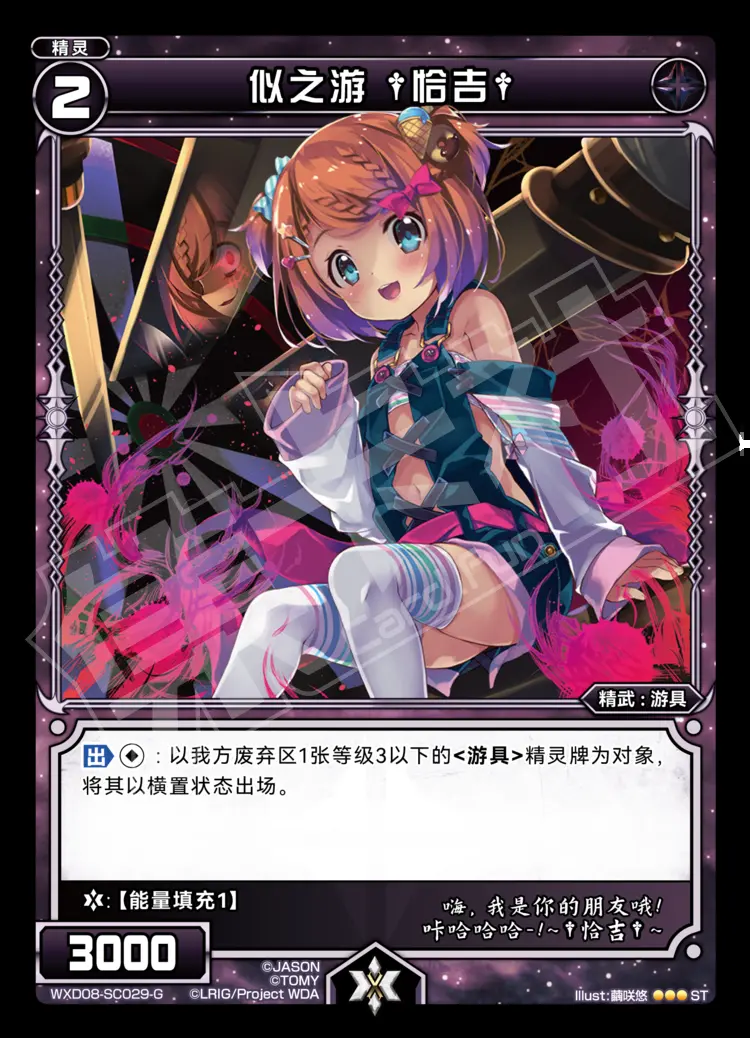 精灵
2
似之游 †恰吉†
精武:游具
出 :以我方废弃区1张等级3以下的<游具>精灵牌为对象,
将其以横置状态出场。
:【能量填充1】
嗨,我是你的朋友哦!
咔哈哈哈-!~†恰吉†~
3000
©JASON
©TOMY
WXD08-SC029-G ©LRIG/Project WDA
Illust:繭咲悠 ST